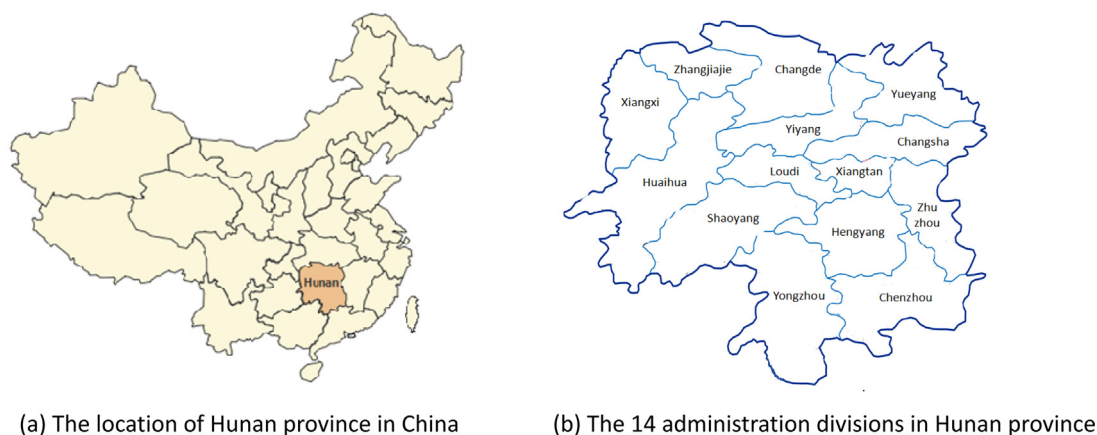 Hunan
Zhangjiajie
Changde
Yueyang
Xiangxi
Yiyang
Changsha
Huaihua
Loudi
Xiangtan
Shaoyang
Zhu
zhou
Hengyang
Yongzhou
Chenzhou
(a) The location of Hunan province in China
(b) The 14 administration divisions in Hunan province